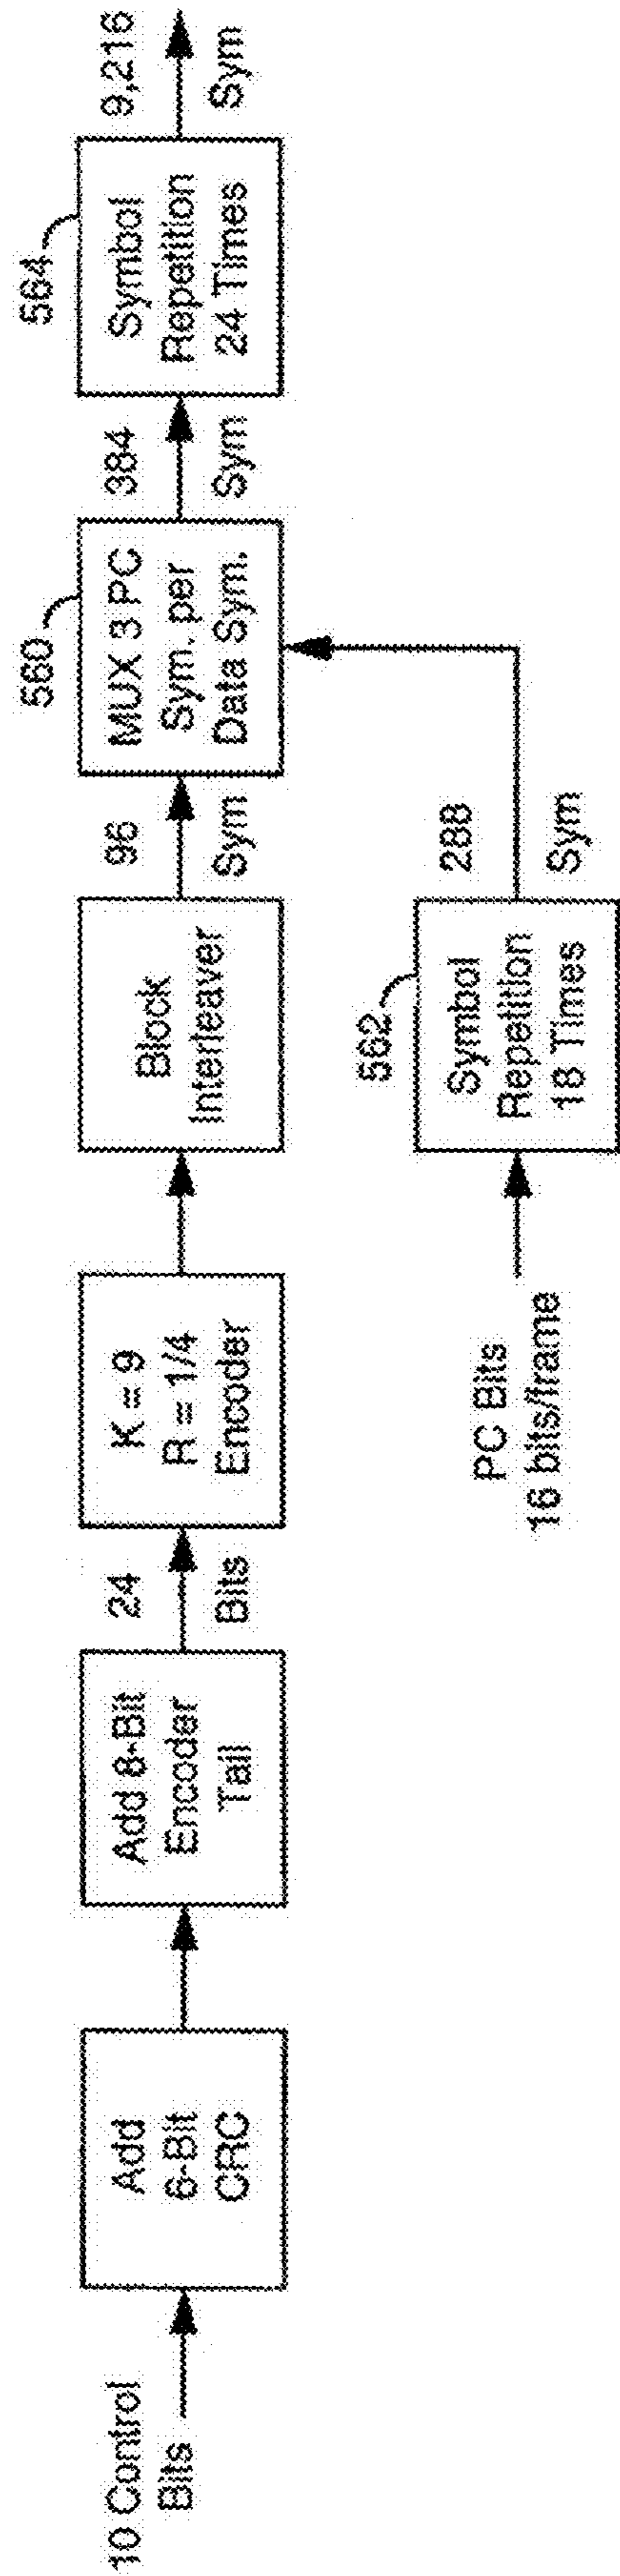 10 Control
Bits
Add
6-Bit
CRC
Add 8-Bit
Encoder
Tail
24
Bits
K = 9
R = 1/4
Encoder
Block
Interleaver
96
Sym
560
MUX 3 PC
Sym. per
Data Sym.
384
Sym
564
Symbol
Repetition
24 Times
9,216
Sym
PC Bits
16 bits/frame
562
Symbol
Repetition
18 Times
288
Sym